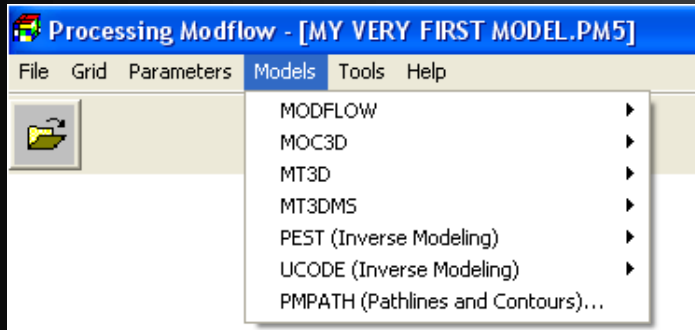 Processing Modflow - [MY VERY FIRST MODEL.PM5]
File Grid Parameters Models Tools Help
MODFLOW
MOC3D
MT3D
MT3DMS
PEST (Inverse Modeling)
UCODE (Inverse Modeling)
PMPATH (Pathlines and Contours)...